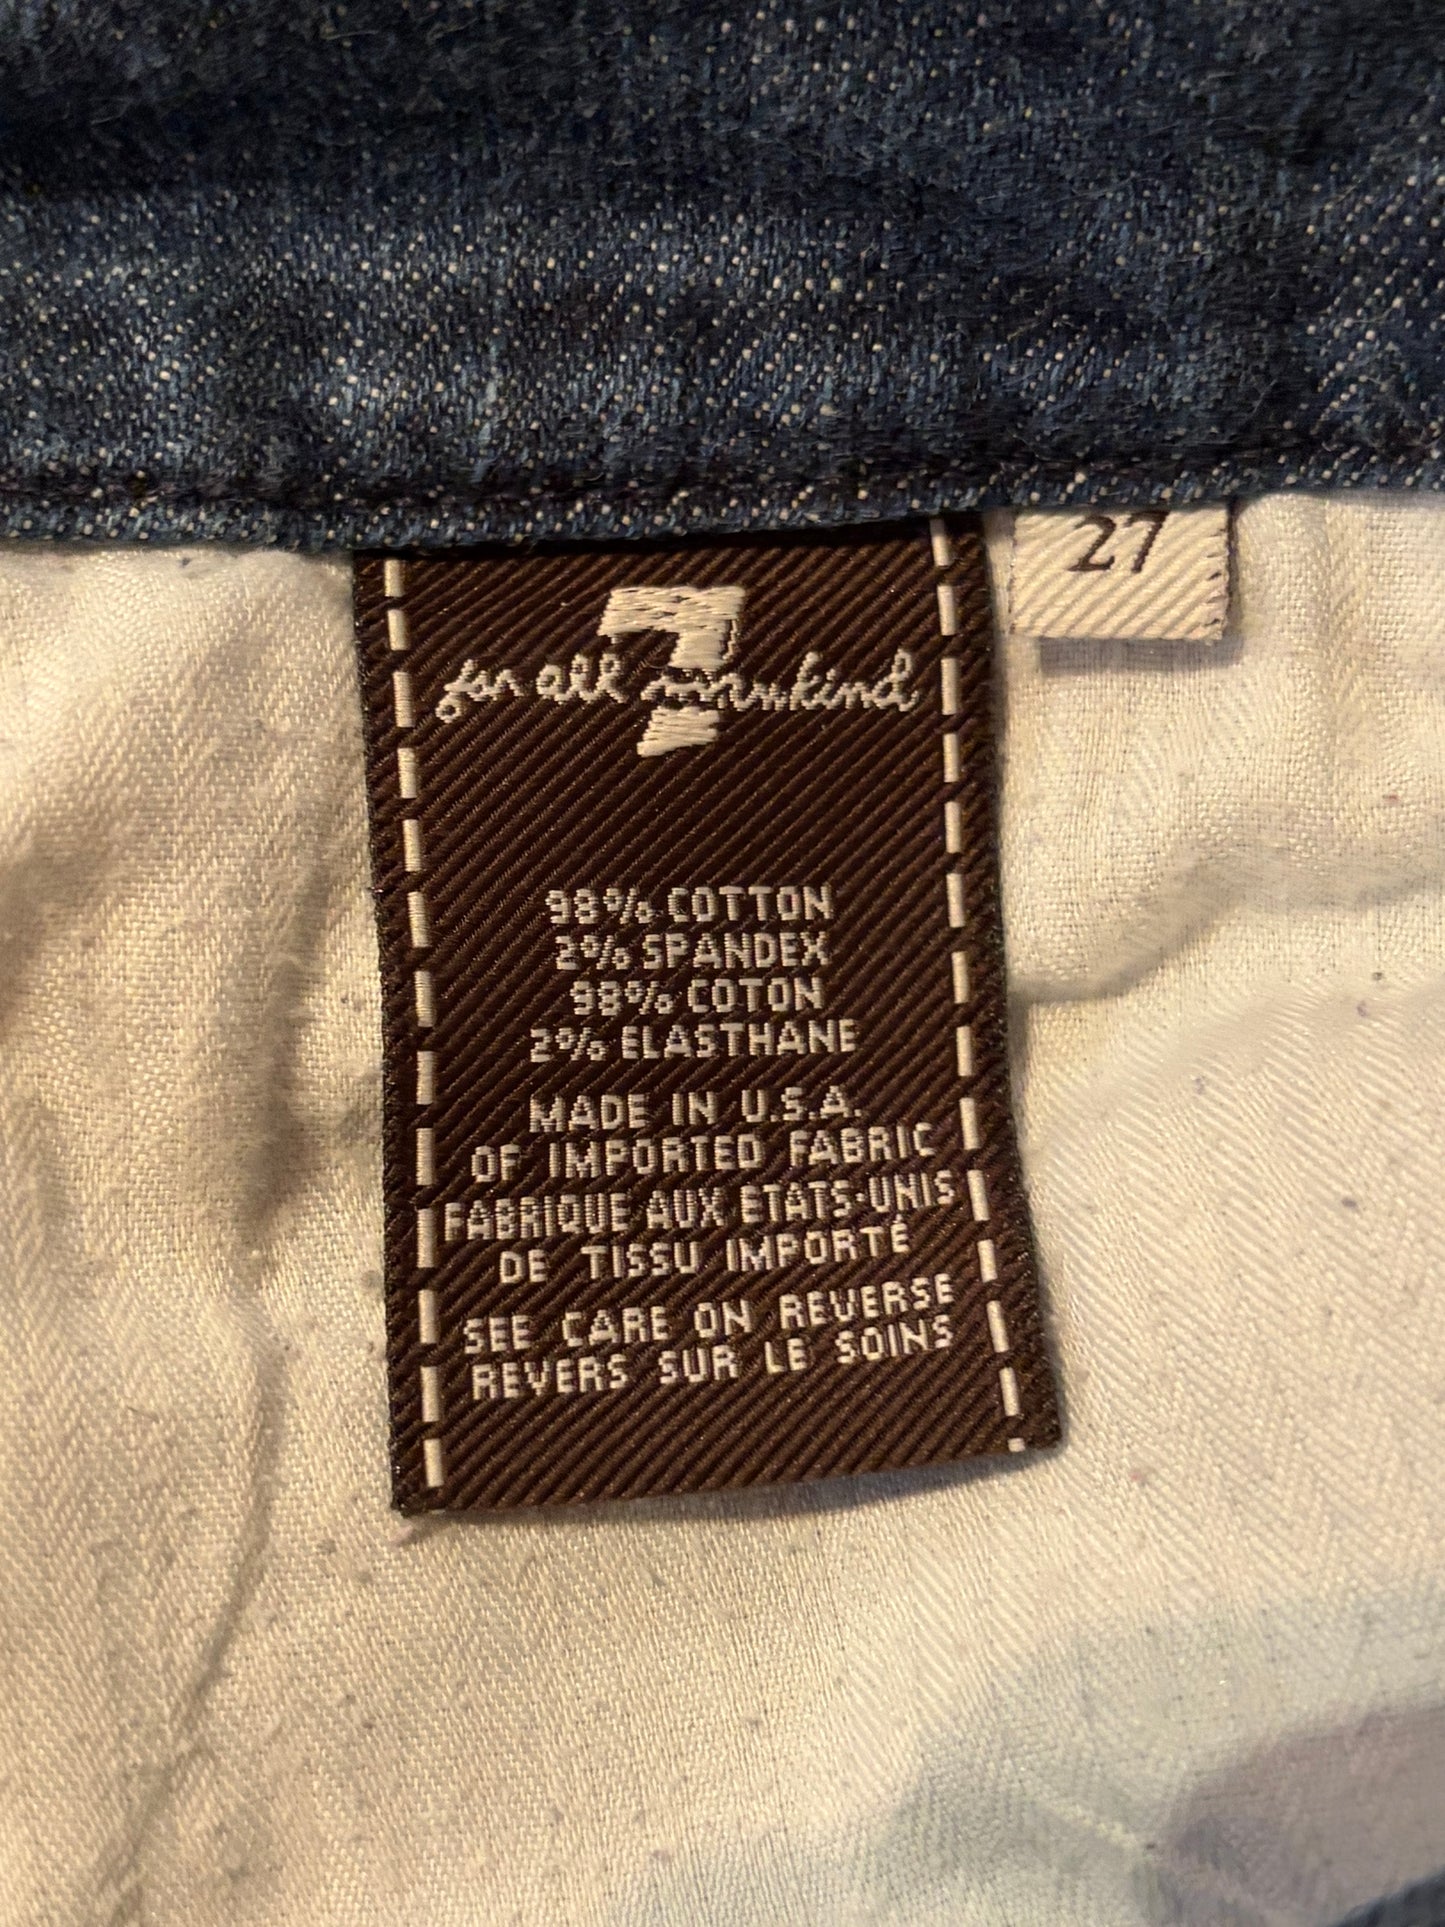 27
7
for all mankind
98% COTTON
2% SPANDEX
98% COTON
2% ELASTHANE
MADE IN U.S.A.
OF IMPORTED FABRIC
FABRIQUE AUX ETATS-UNIS
DE TISSU IMPORTÉ
SEE CARE ON REVERSE
REVERS SUR LE SOINS